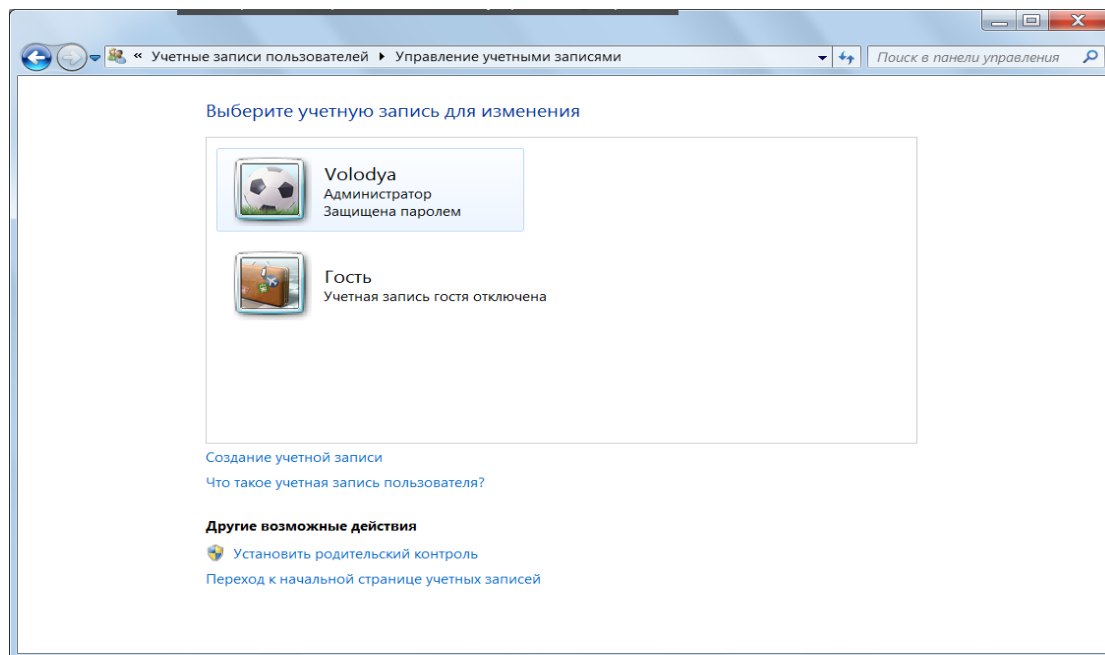 « Учетные записи пользователей ▸ Управление учетными записями
Поиск в панели управления
Выберите учетную запись для изменения
Volodya
Администратор
Защищена паролем
Гость
Учетная запись гостя отключена
Создание учетной записи
Что такое учетная запись пользователя?
Другие возможные действия
Установить родительский контроль
Переход к начальной странице учетных записей